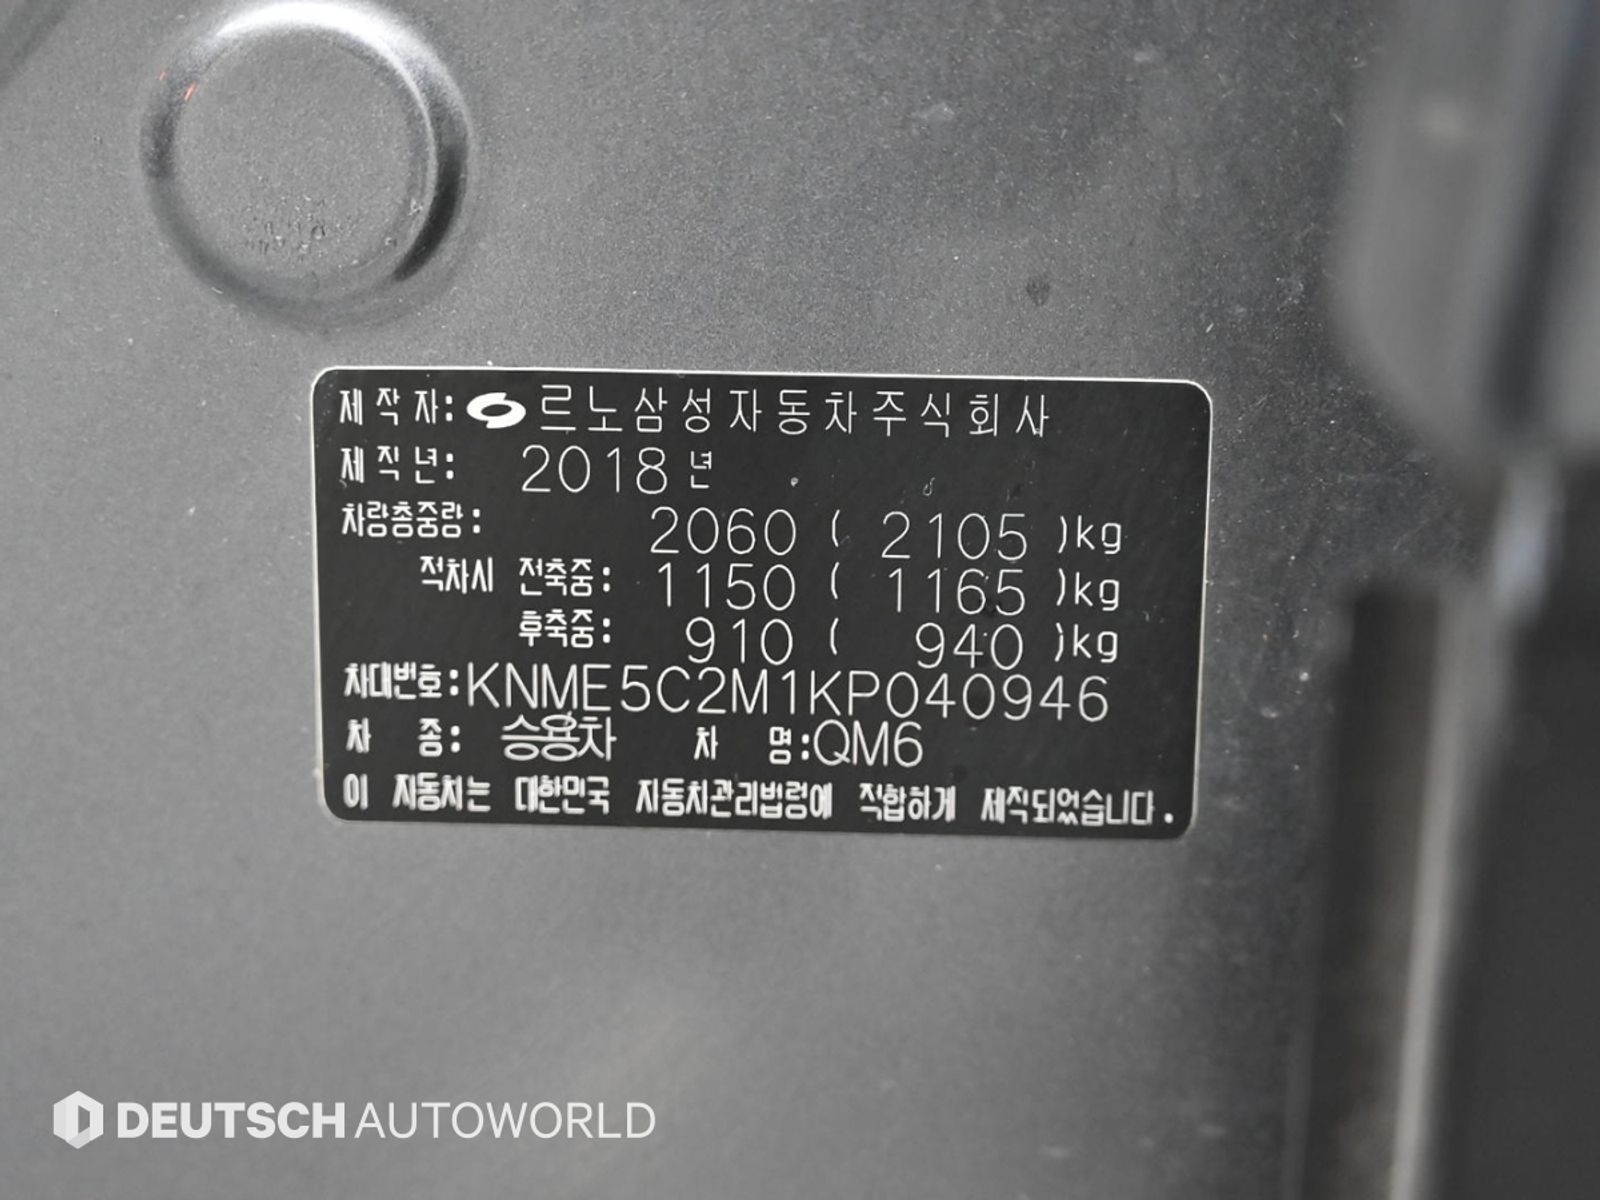 제 작 자: 르노삼성자동차주식회사
제 작 년: 2018 년
차량총중량: 2060 ( 2105 )kg
적차시 전축중: 1150 ( 1165 )kg
후축중: 910 ( 940 )kg
차대번호:KNME5C2M1KP040946
차 종: 승용차 차 명:QM6
이 자동차는 대한민국 자동차관리법령에 적합하게 제작되었습니다.
DEUTSCH AUTOWORLD